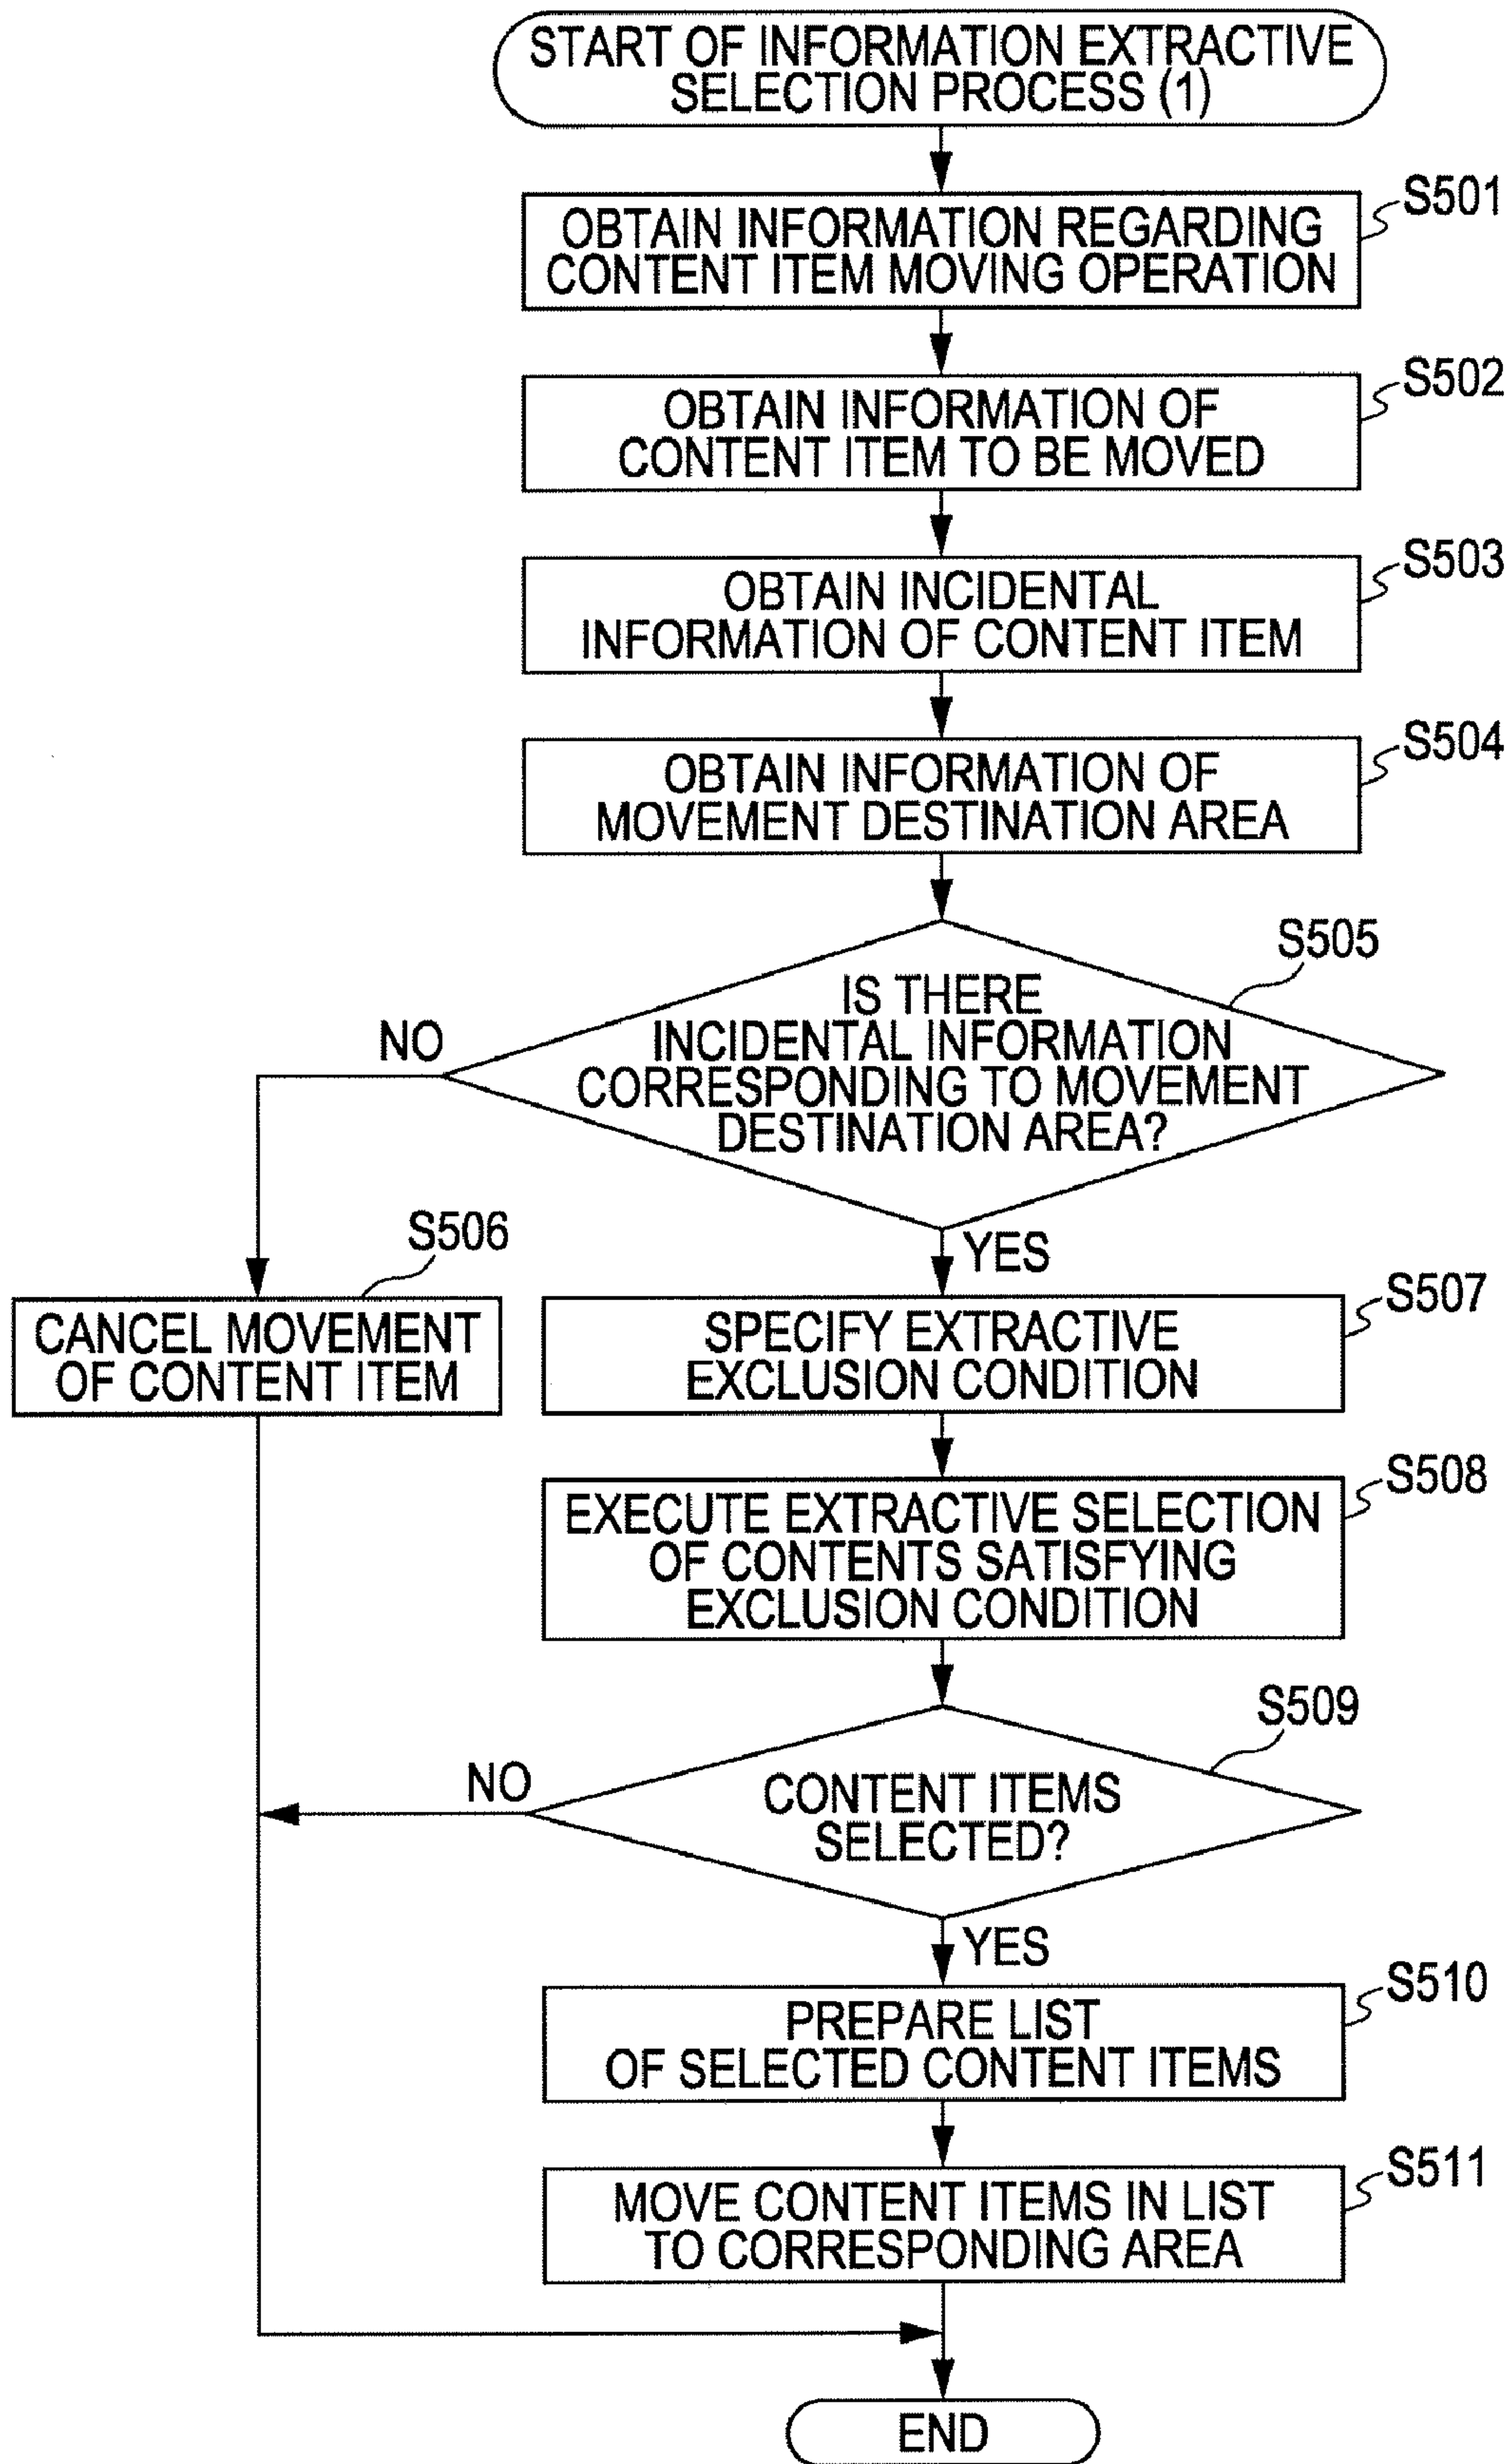 START OF INFORMATION EXTRACTIVE
SELECTION PROCESS (1)
S501
OBTAIN INFORMATION REGARDING
CONTENT ITEM MOVING OPERATION
S502
OBTAIN INFORMATION OF
CONTENT ITEM TO BE MOVED
S503
OBTAIN INCIDENTAL
INFORMATION OF CONTENT ITEM
S504
OBTAIN INFORMATION OF
MOVEMENT DESTINATION AREA
S505
IS THERE
INCIDENTAL INFORMATION
CORRESPONDING TO MOVEMENT
DESTINATION AREA?
NO
YES
S506
CANCEL MOVEMENT
OF CONTENT ITEM
S507
SPECIFY EXTRACTIVE
EXCLUSION CONDITION
S508
EXECUTE EXTRACTIVE SELECTION
OF CONTENTS SATISFYING
EXCLUSION CONDITION
S509
CONTENT ITEMS
SELECTED?
NO
YES
S510
PREPARE LIST
OF SELECTED CONTENT ITEMS
S511
MOVE CONTENT ITEMS IN LIST
TO CORRESPONDING AREA
END